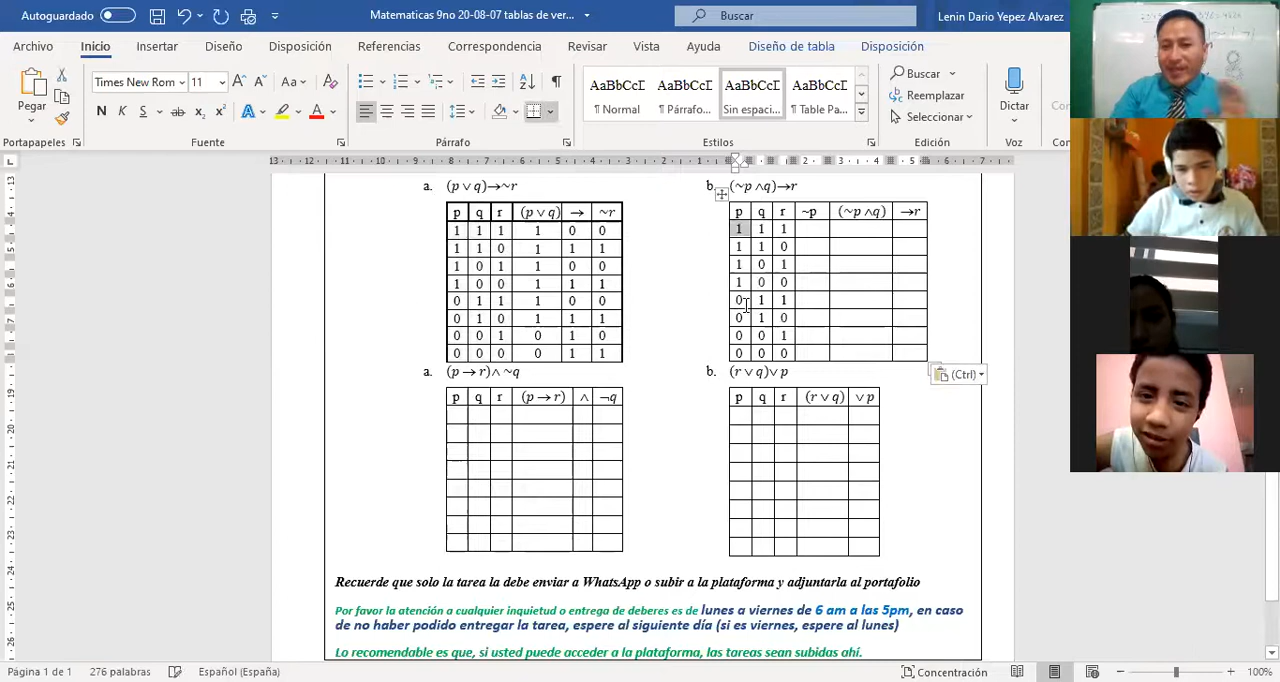 Autoguardado
Matematicas 9no 20-08-07 tablas de ver...
Buscar
Lenin Dario Yepez Alvarez
Archivo Inicio Insertar Diseño Disposición Referencias Correspondencia Revisar Vista Ayuda Diseño de tabla Disposición
Pegar
Times New Rom 11
N K S ab x₂ x² A A
AaBbCcDc AaBbCcDc AaBbCcDc AaBbCcDc
¶ Normal ¶ Párrafo... Sin espaci... ¶ Table Pa...
Buscar
Reemplazar
Seleccionar
Dictar
Portapapeles Fuente Párrafo Estilos Edición Voz
a. (p ∨ q)→~r
p q r (p ∨ q) → ~r
1 1 1 1 0 0
1 1 0 1 1 1
1 0 1 1 0 0
1 0 0 1 1 1
0 1 1 1 0 0
0 1 0 1 1 1
0 0 1 0 1 0
0 0 0 0 1 1
b. (~p ∧q)→r
p q r ~p (~p ∧q) →r
1 1 1
1 1 0
1 0 1
1 0 0
0 1 1
0 1 0
0 0 1
0 0 0
(Ctrl)
a. (p → r)∧ ~q
p q r (p → r) ∧ ¬q
b. (r ∨ q)∨ p
p q r (r ∨ q) ∨ p
Recuerde que solo la tarea la debe enviar a WhatsApp o subir a la plataforma y adjuntarla al portafolio
Por favor la atención a cualquier inquietud o entrega de deberes es de lunes a viernes de 6 am a las 5pm, en caso
de no haber podido entregar la tarea, espere al siguiente día (si es viernes, espere al lunes)
Lo recomendable es que, si usted puede acceder a la plataforma, las tareas sean subidas ahí.
Página 1 de 1 276 palabras Español (España) Concentración 100%